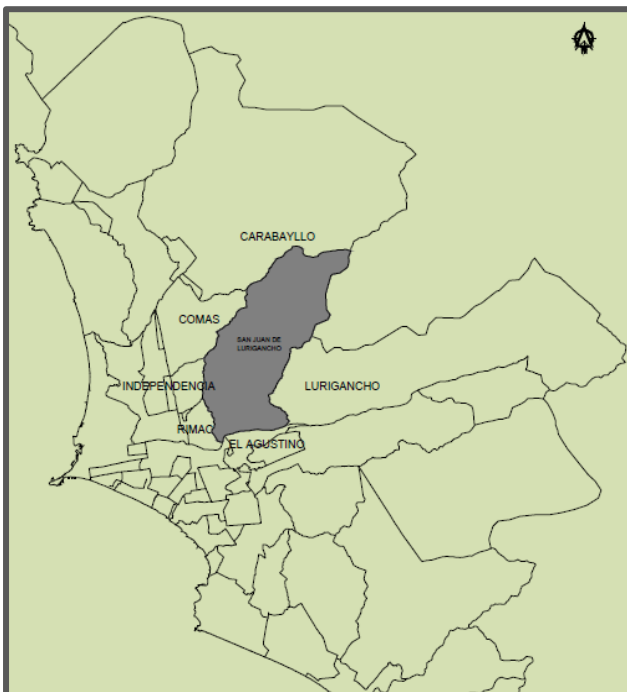 CARABAYLLO
COMAS
SAN JUAN DE
LURIGANCHO
INDEPENDENCIA
LURIGANCHO
RIMAC
EL AGUSTINO